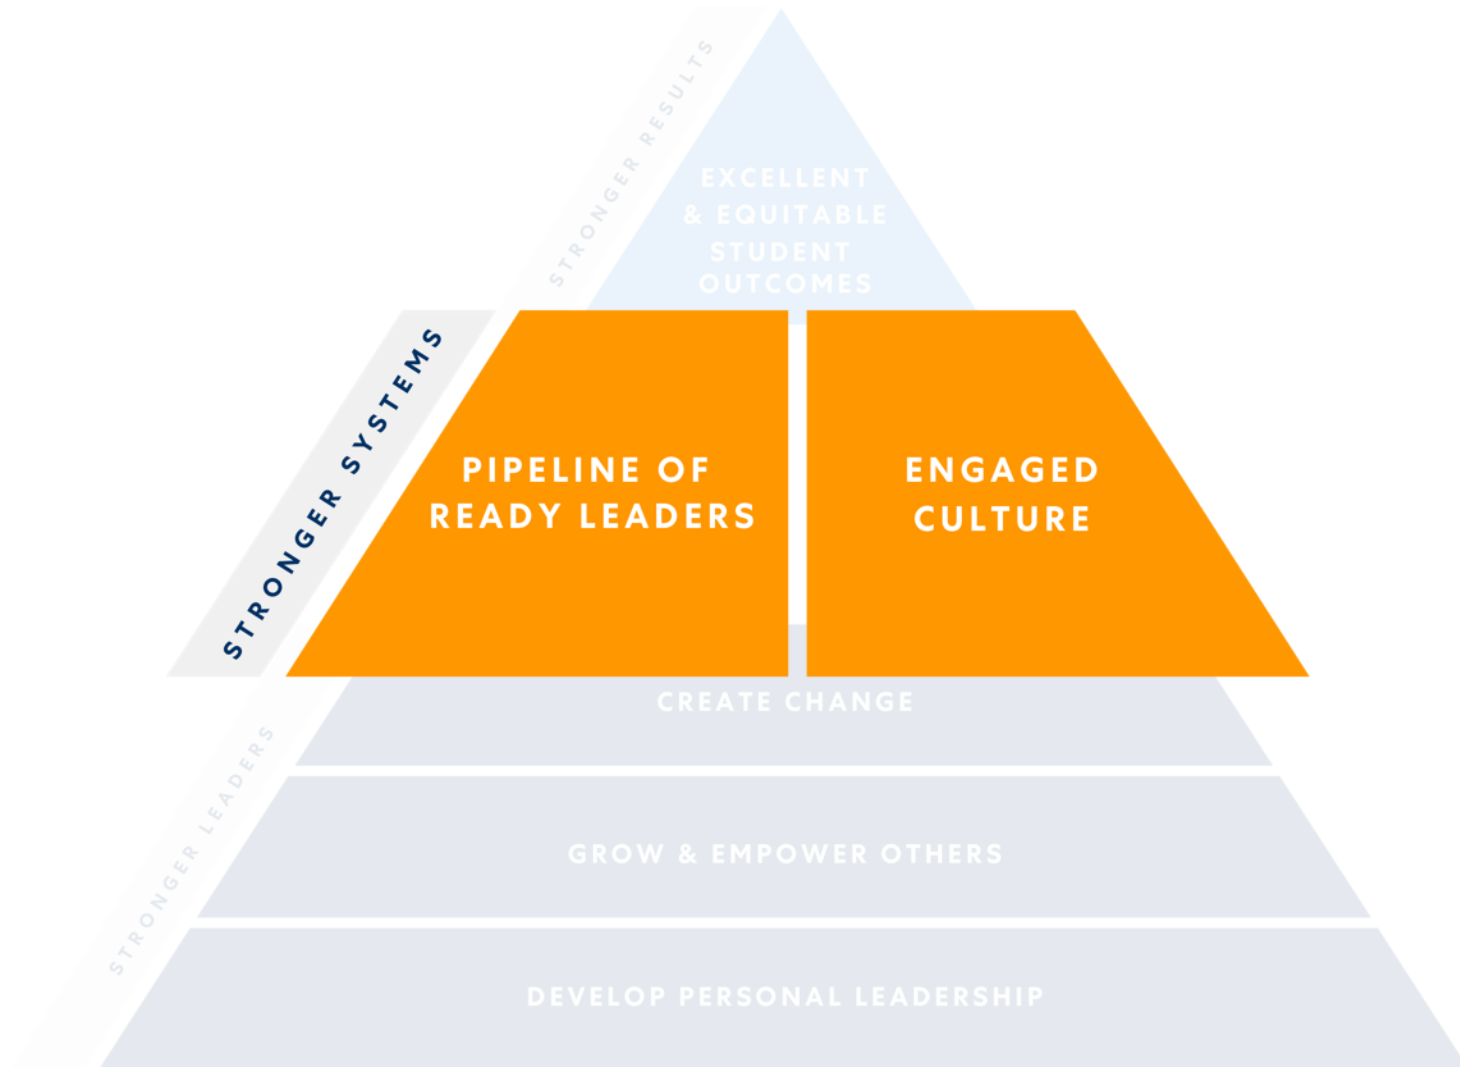 STRONGER RESULTS
EXCELLENT
& EQUITABLE
STUDENT
OUTCOMES
STRONGER SYSTEMS
PIPELINE OF
READY LEADERS
ENGAGED
CULTURE
STRONGER LEADERS
CREATE CHANGE
GROW & EMPOWER OTHERS
DEVELOP PERSONAL LEADERSHIP